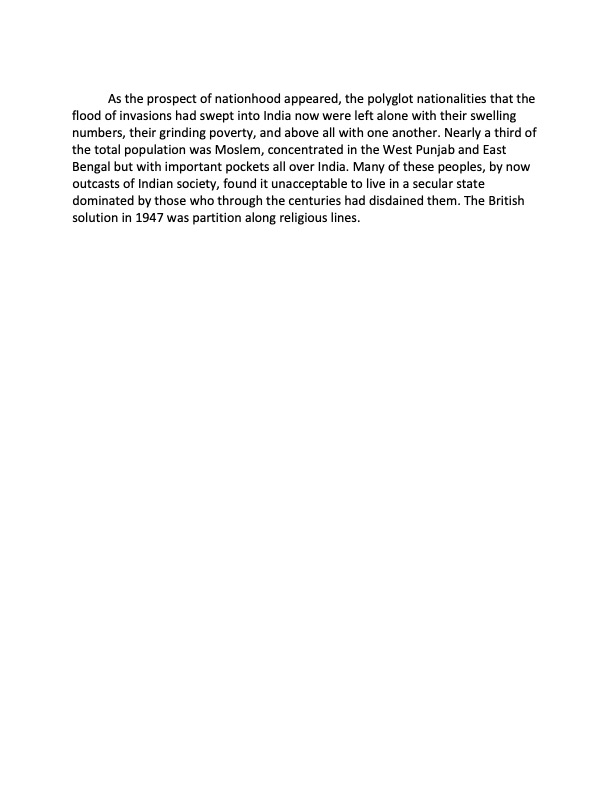 As the prospect of nationhood appeared, the polyglot nationalities that the
flood of invasions had swept into India now were left alone with their swelling
numbers, their grinding poverty, and above all with one another. Nearly a third of
the total population was Moslem, concentrated in the West Punjab and East
Bengal but with important pockets all over India. Many of these peoples, by now
outcasts of Indian society, found it unacceptable to live in a secular state
dominated by those who through the centuries had disdained them. The British
solution in 1947 was partition along religious lines.